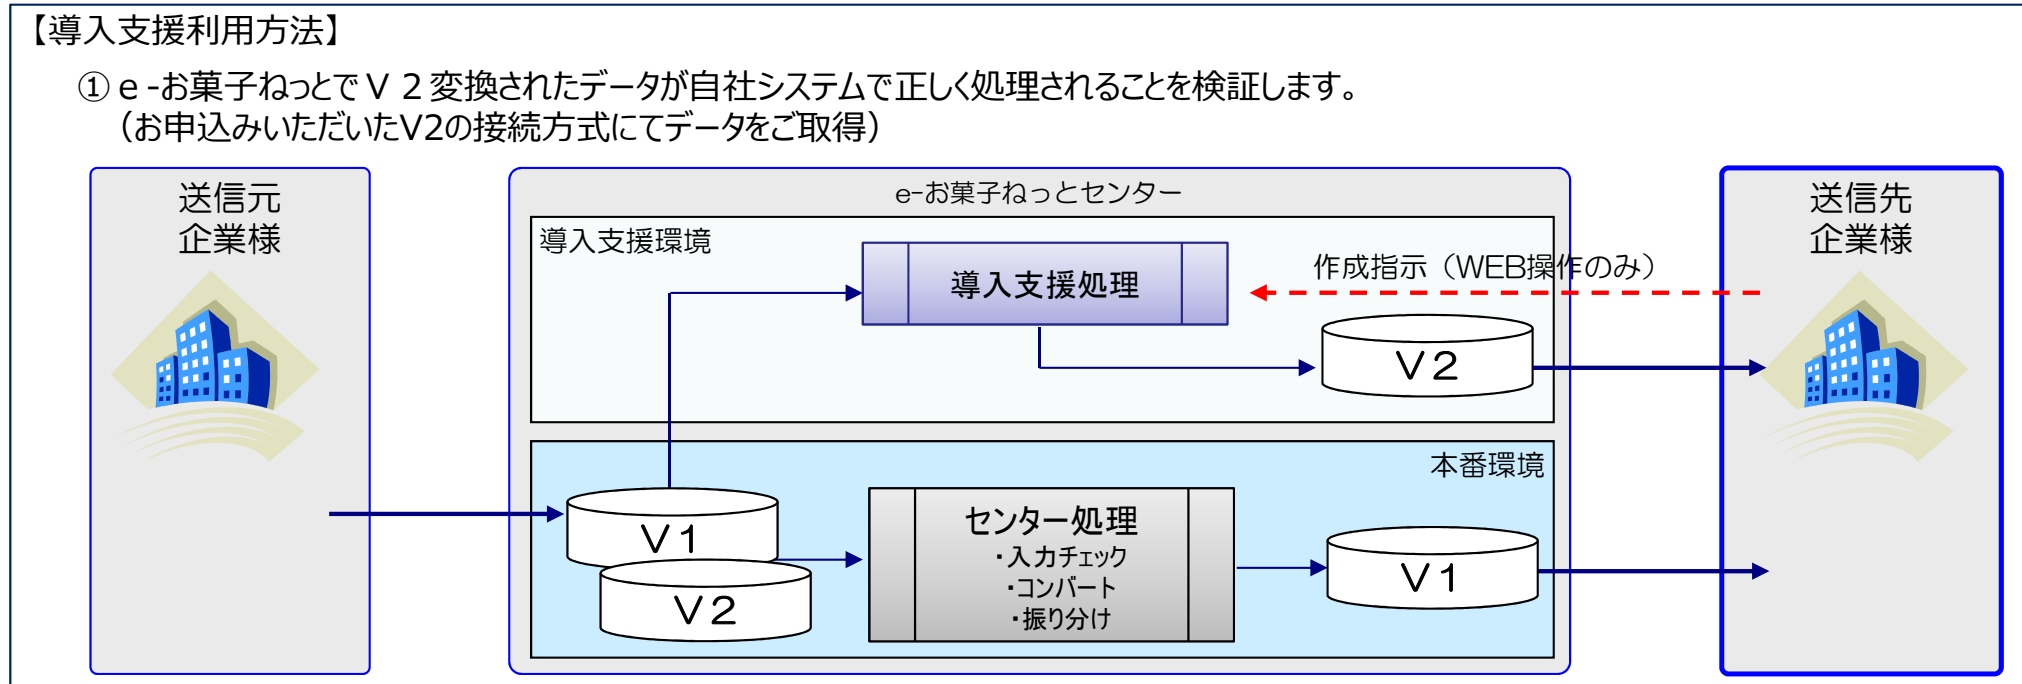 【導入支援利用方法】
① e -お菓子ねっとでV 2 変換されたデータが自社システムで正しく処理されることを検証します。
（お申込みいただいたV2の接続方式にてデータをご取得）
送信元
企業様
e-お菓子ねっとセンター
送信先
企業様
導入支援環境
導入支援処理
作成指示（WEB操作のみ）
V2
本番環境
V1
V2
センター処理
・入力チェック
・コンバート
・振り分け
V1